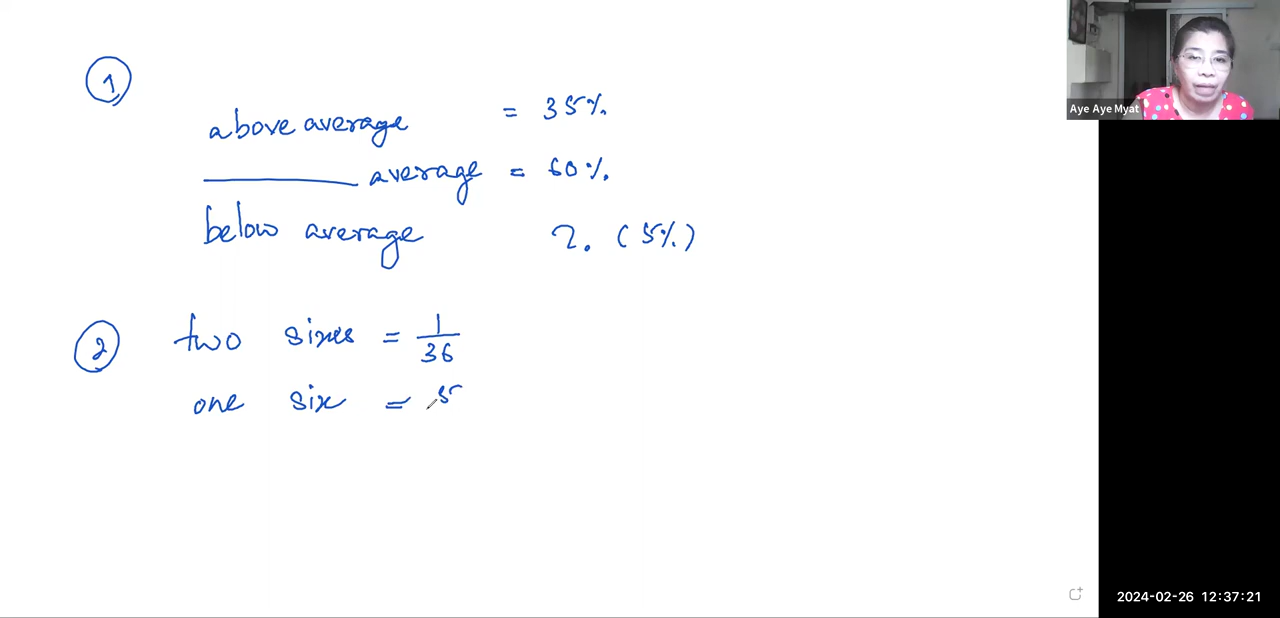 1
above average = 35%
average = 60%
below average ?. (5%)
2
two sixes = 1/36
one six = 5
Aye Aye Myat
2024-02-26 12:37:21